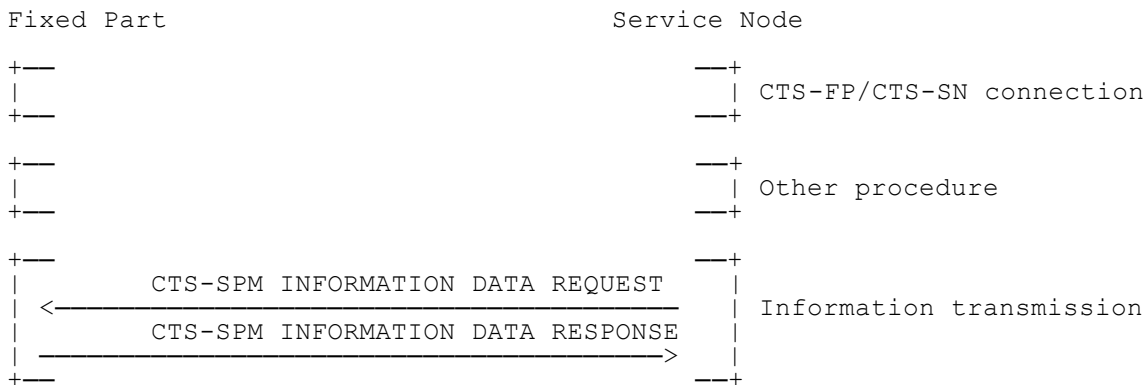 Fixed Part Service Node
CTS-FP/CTS-SN connection
Other procedure
CTS-SPM INFORMATION DATA REQUEST
Information transmission
CTS-SPM INFORMATION DATA RESPONSE